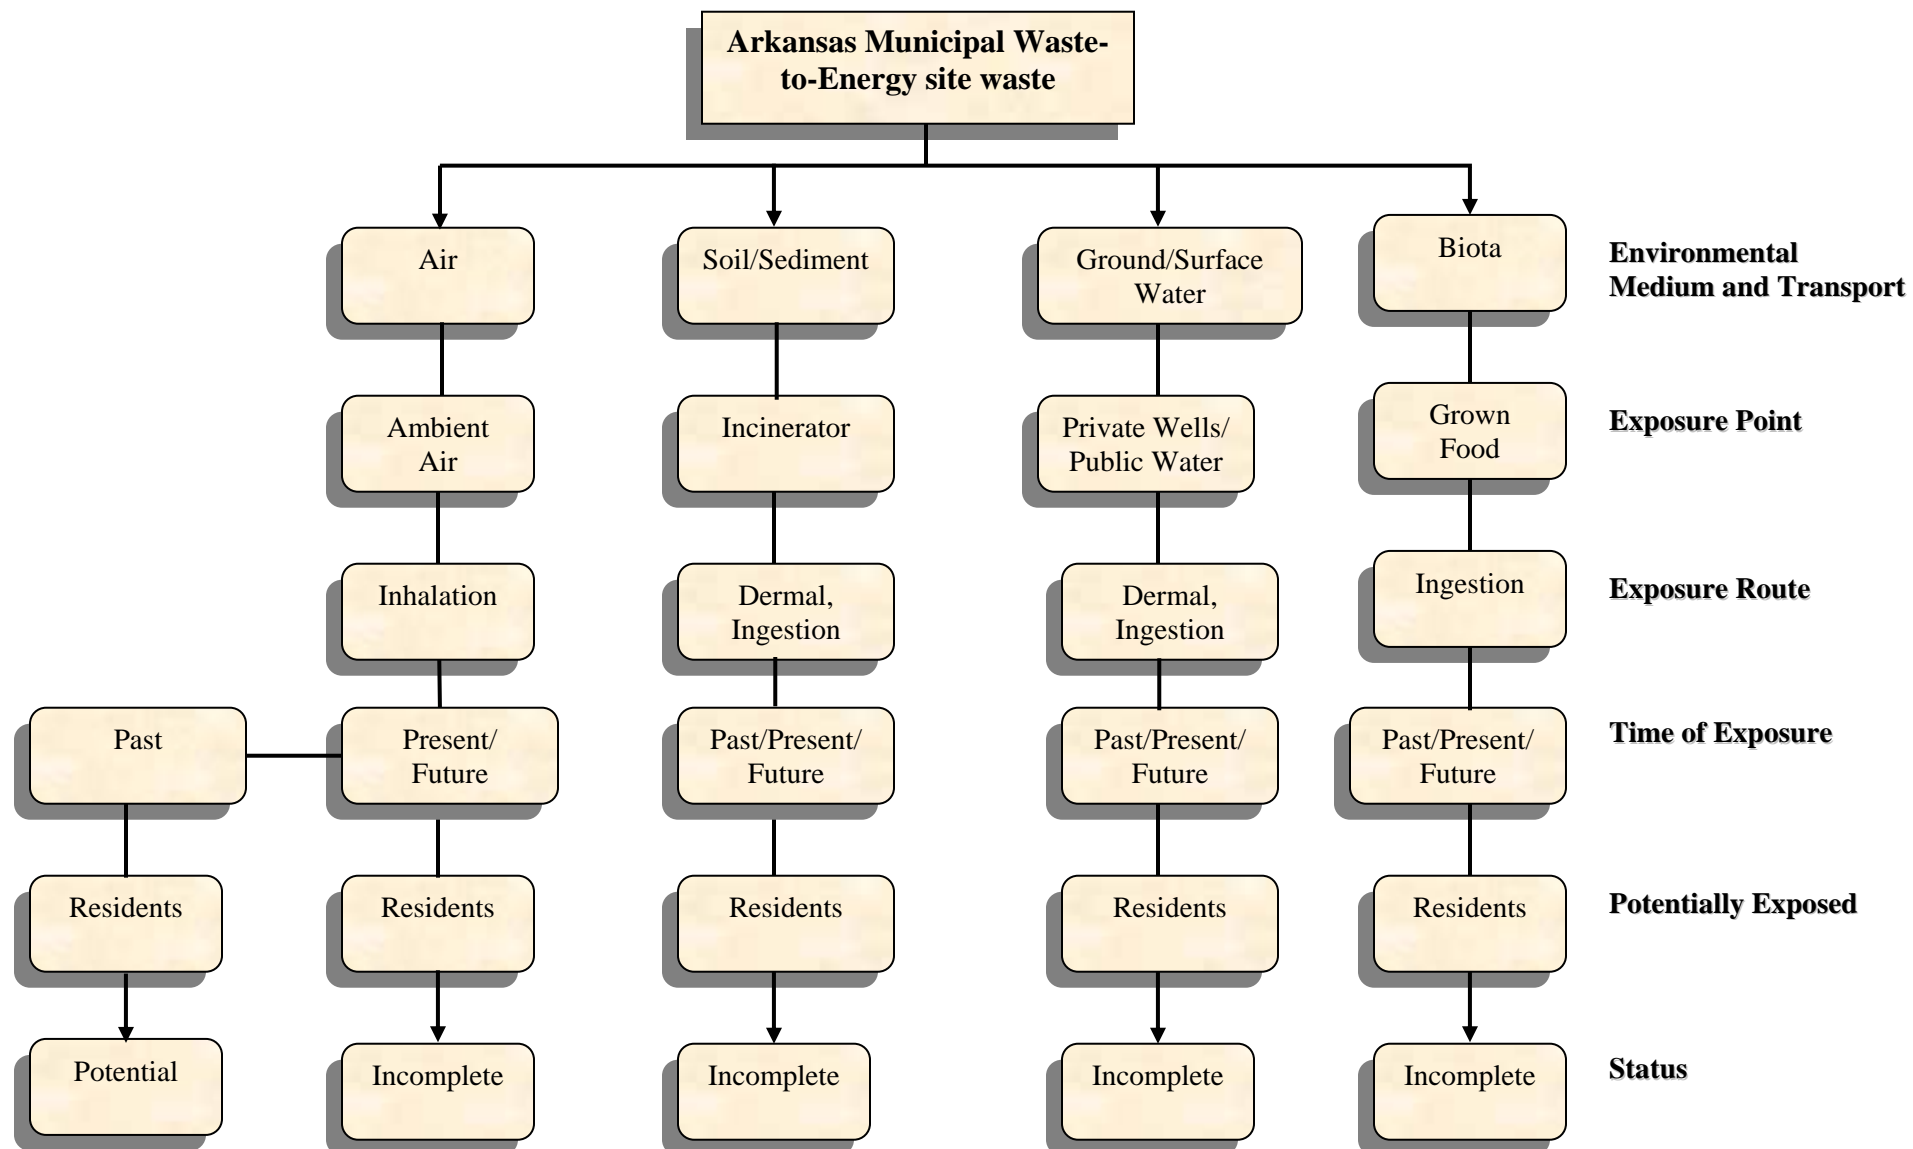 Arkansas Municipal Waste-
to-Energy site waste
Air
Soil/Sediment
Ground/Surface
Water
Biota
Environmental
Medium and Transport
Ambient
Air
Incinerator
Private Wells/
Public Water
Grown
Food
Exposure Point
Inhalation
Dermal,
Ingestion
Dermal,
Ingestion
Ingestion
Exposure Route
Past
Present/
Future
Past/Present/
Future
Past/Present/
Future
Past/Present/
Future
Time of Exposure
Residents
Residents
Residents
Residents
Residents
Potentially Exposed
Potential
Incomplete
Incomplete
Incomplete
Incomplete
Status